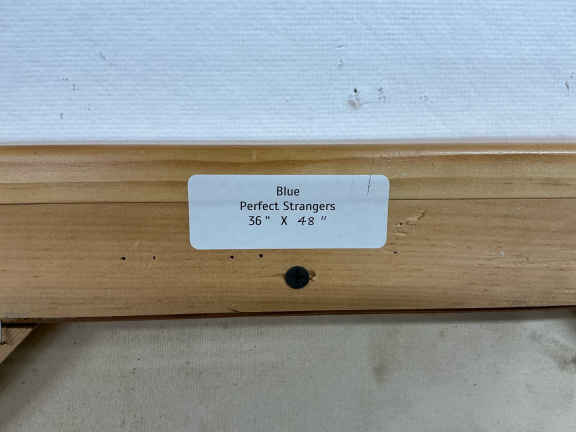 Blue
Perfect Strangers
36" X 48"